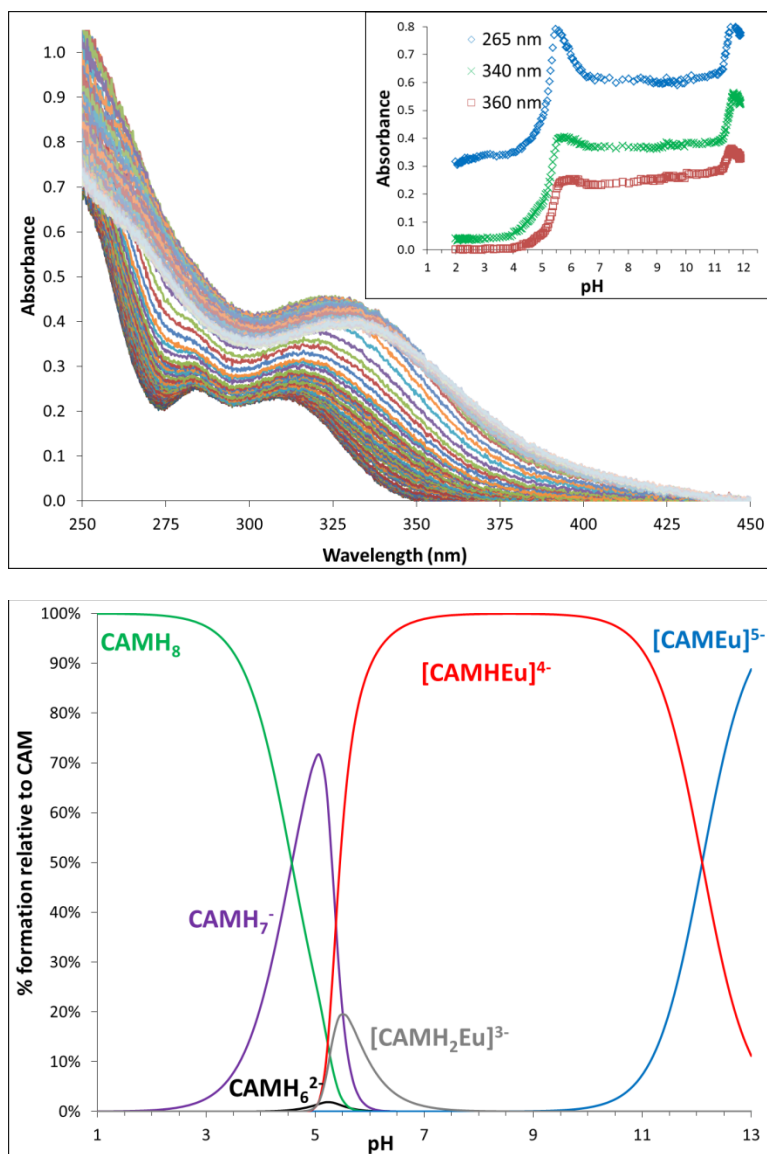 1.0
0.9
0.8
0.7
0.6
0.5
0.4
0.3
0.2
0.1
0.0
Absorbance
250 275 300 325 350 375 400 425 450
Wavelength (nm)
0.8
0.7
0.6
0.5
0.4
0.3
0.2
0.1
0.0
Absorbance
265 nm
340 nm
360 nm
1 2 3 4 5 6 7 8 9 10 11 12
pH
100%
90%
80%
70%
60%
50%
40%
30%
20%
10%
0%
% formation relative to CAM
CAMH₈
[CAMEu]⁵⁻
[CAMHEu]⁴⁻
CAMH₇⁻
[CAMH₂Eu]³⁻
CAMH₆²⁻
1 3 5 7 9 11 13
pH